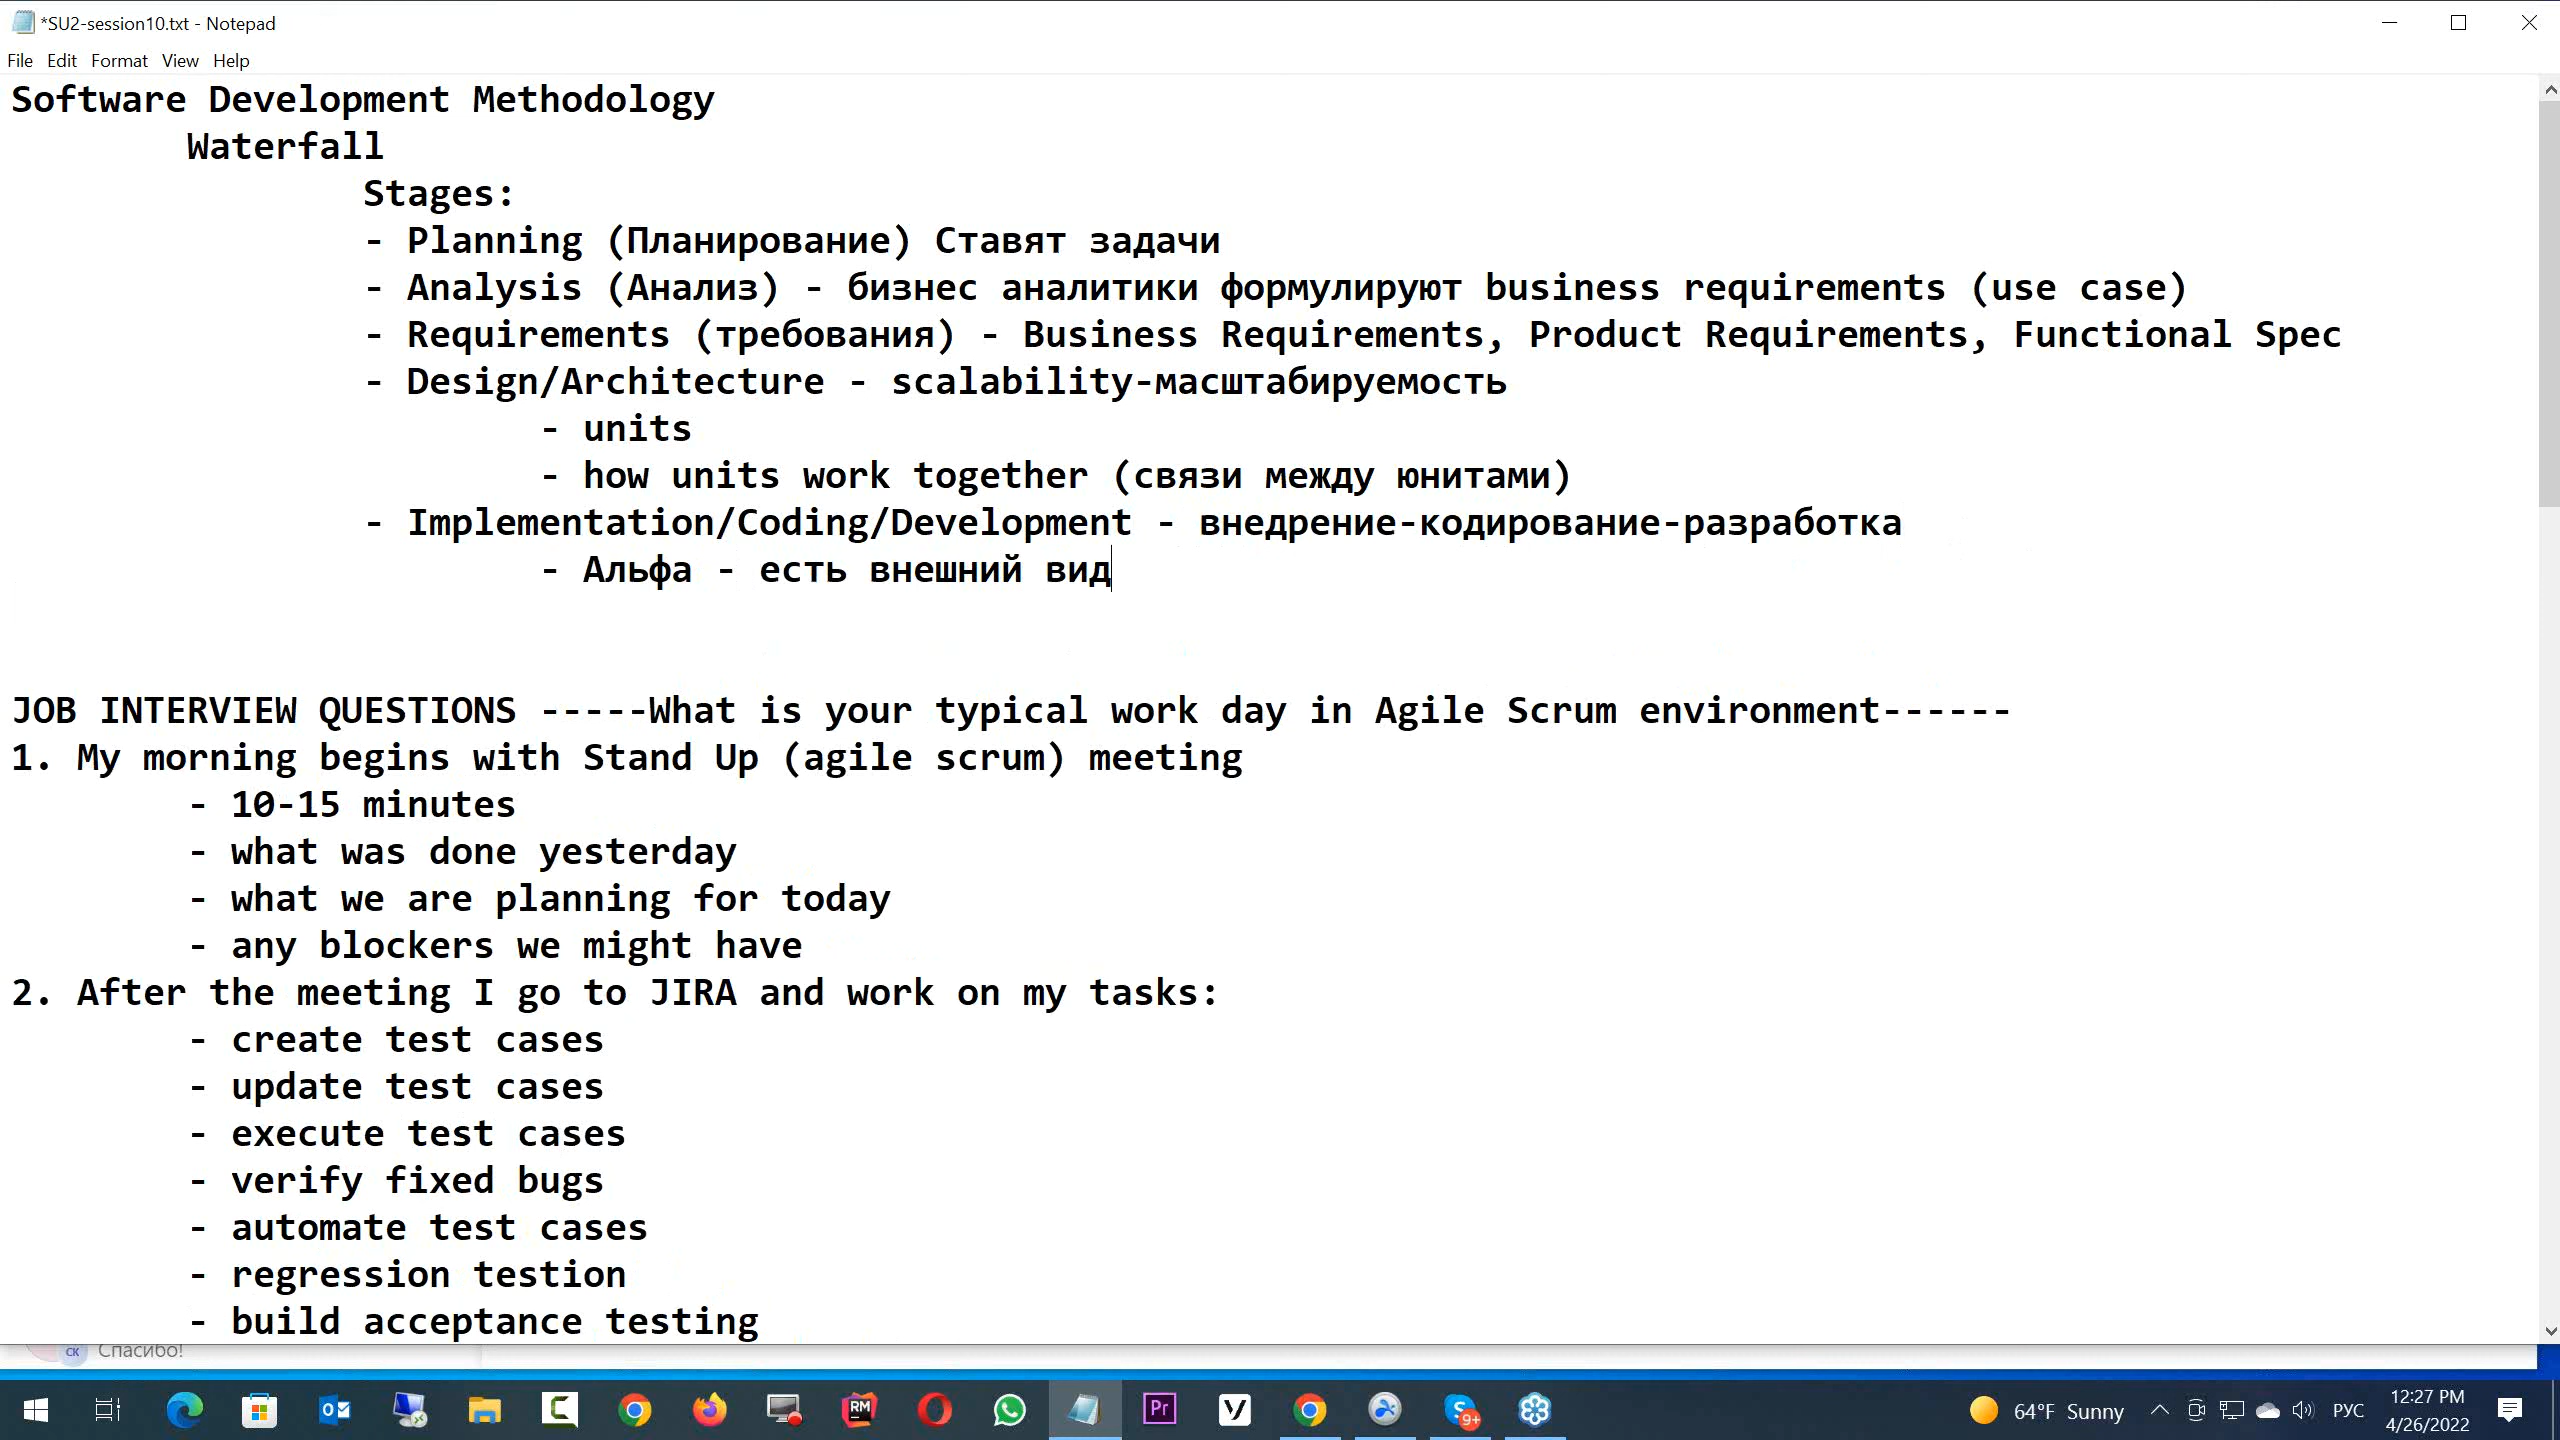 *SU2-session10.txt - Notepad
File Edit Format View Help
Software Development Methodology
Waterfall
Stages:
- Planning (Планирование) Ставят задачи
- Analysis (Анализ) - бизнес аналитики формулируют business requirements (use case)
- Requirements (требования) - Business Requirements, Product Requirements, Functional Spec
- Design/Architecture - scalability-масштабируемость
- units
- how units work together (связи между юнитами)
- Implementation/Coding/Development - внедрение-кодирование-разработка
- Альфа - есть внешний вид
JOB INTERVIEW QUESTIONS -----What is your typical work day in Agile Scrum environment------
1. My morning begins with Stand Up (agile scrum) meeting
- 10-15 minutes
- what was done yesterday
- what we are planning for today
- any blockers we might have
2. After the meeting I go to JIRA and work on my tasks:
- create test cases
- update test cases
- execute test cases
- verify fixed bugs
- automate test cases
- regression testion
- build acceptance testing
СК Спасибо!
64°F Sunny РУС 12:27 PM
4/26/2022